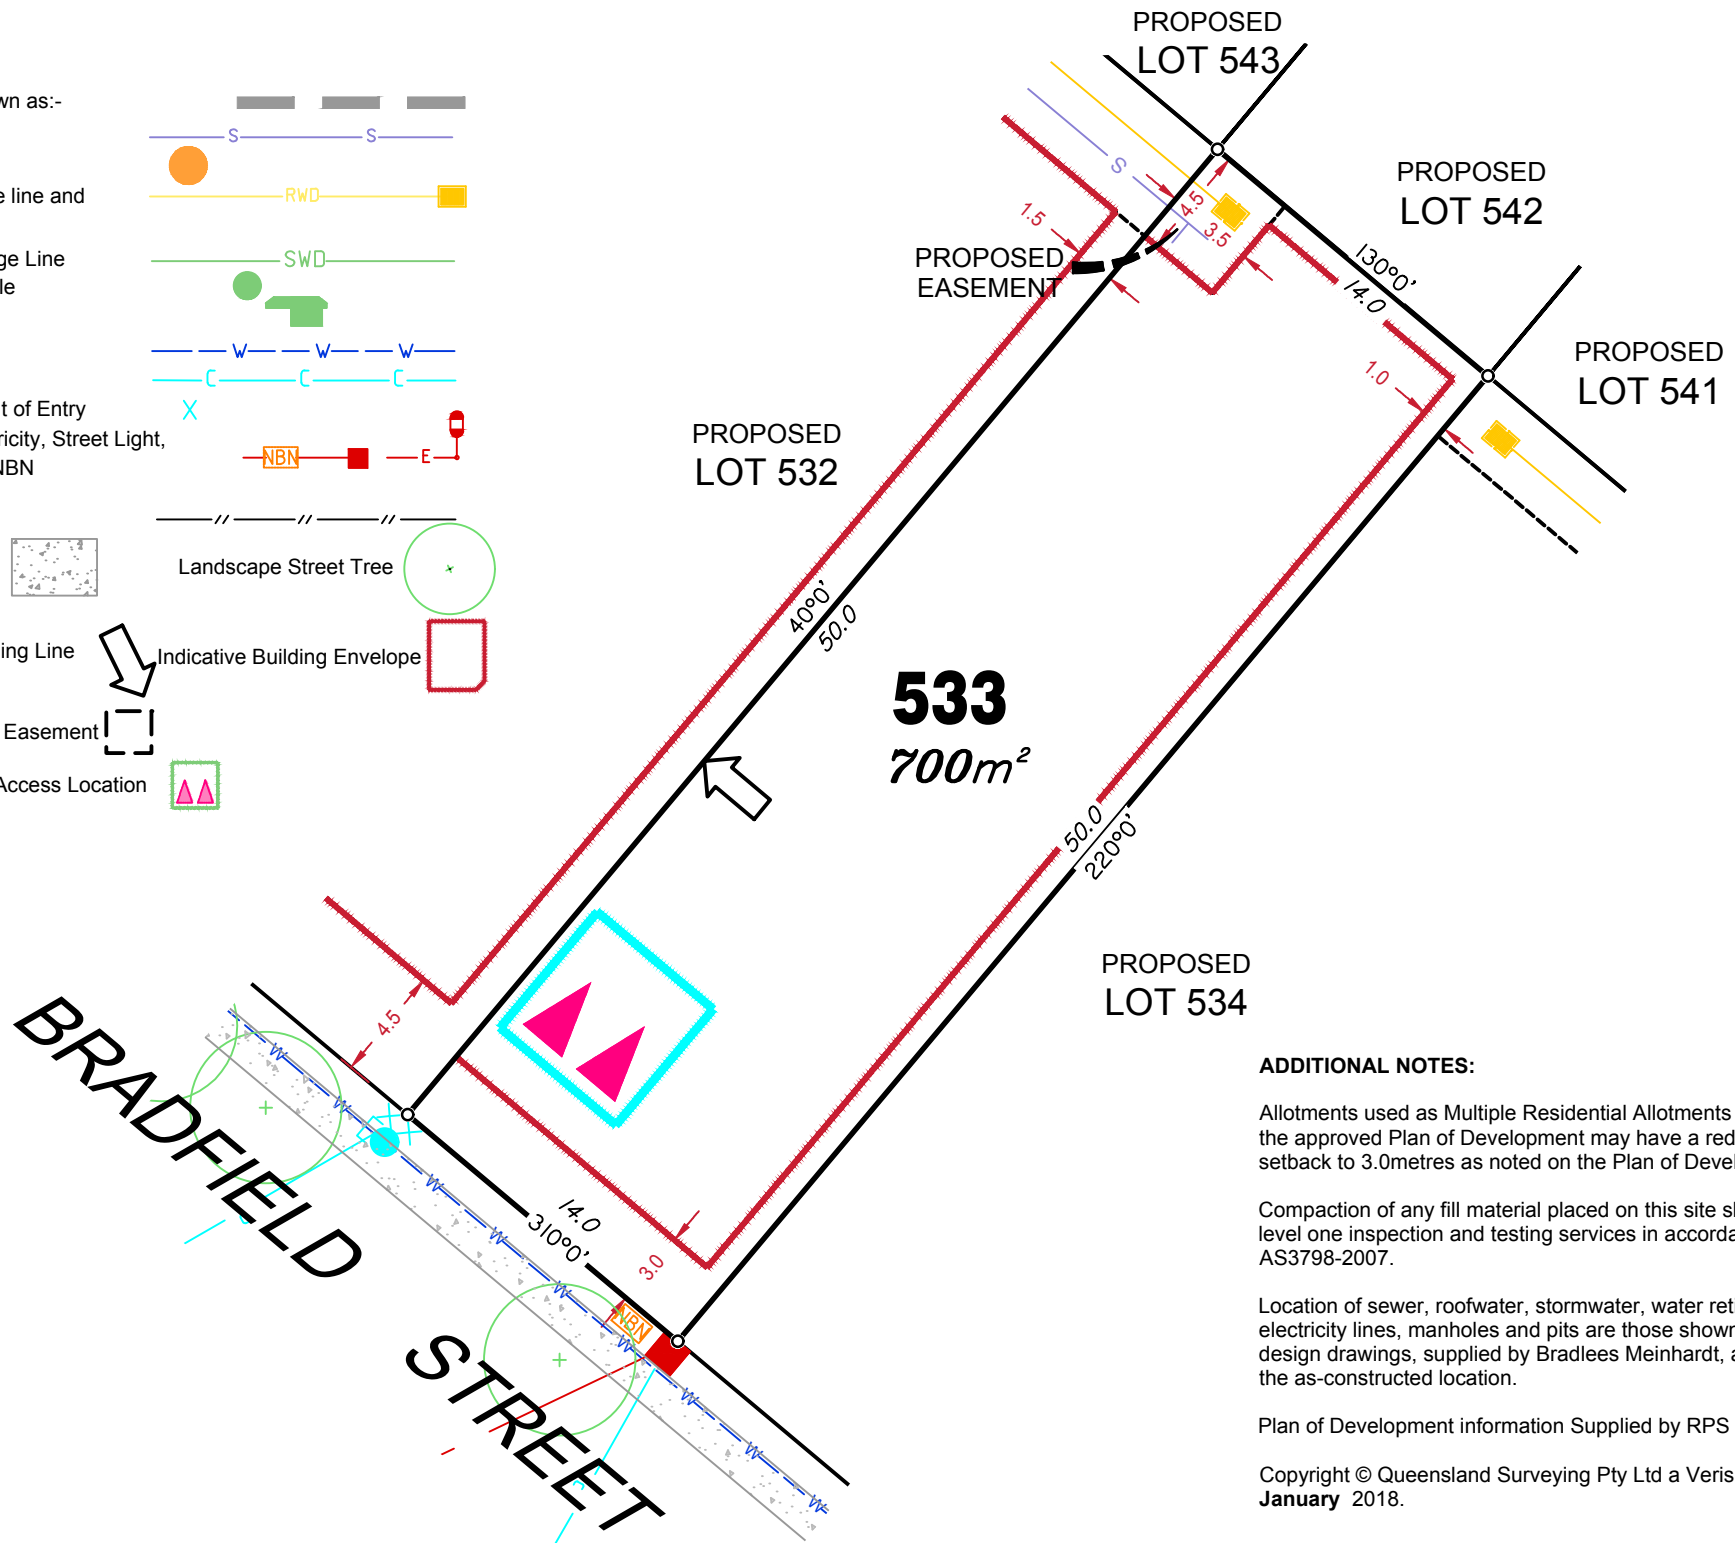 wn as:-
S S
e line and
RWD
ge Line
le
SWD
W W W
C C C
t of Entry
X
ricity, Street Light,
NBN
NBN E
// // //
Landscape Street Tree
ing Line
Indicative Building Envelope
Easement
Access Location
PROPOSED
LOT 543
PROPOSED
LOT 542
PROPOSED
LOT 541
PROPOSED
EASEMENT
PROPOSED
LOT 532
PROPOSED
LOT 534
S
1.5
4.5
3.5
130°0'
14.0
1.0
40°0'
50.0
533
700m²
50.0
220°0'
4.5
14.0
310°0'
3.0
NBN
W
W
W
W
W
W
W
W
W
BRADFIELD
STREET
ADDITIONAL NOTES:
Allotments used as Multiple Residential Allotments
the approved Plan of Development may have a red
setback to 3.0metres as noted on the Plan of Devel
Compaction of any fill material placed on this site s
level one inspection and testing services in accorda
AS3798-2007.
Location of sewer, roofwater, stormwater, water ret
electricity lines, manholes and pits are those shown
design drawings, supplied by Bradlees Meinhardt, a
the as-constructed location.
Plan of Development information Supplied by RPS
Copyright © Queensland Surveying Pty Ltd a Veris
January 2018.